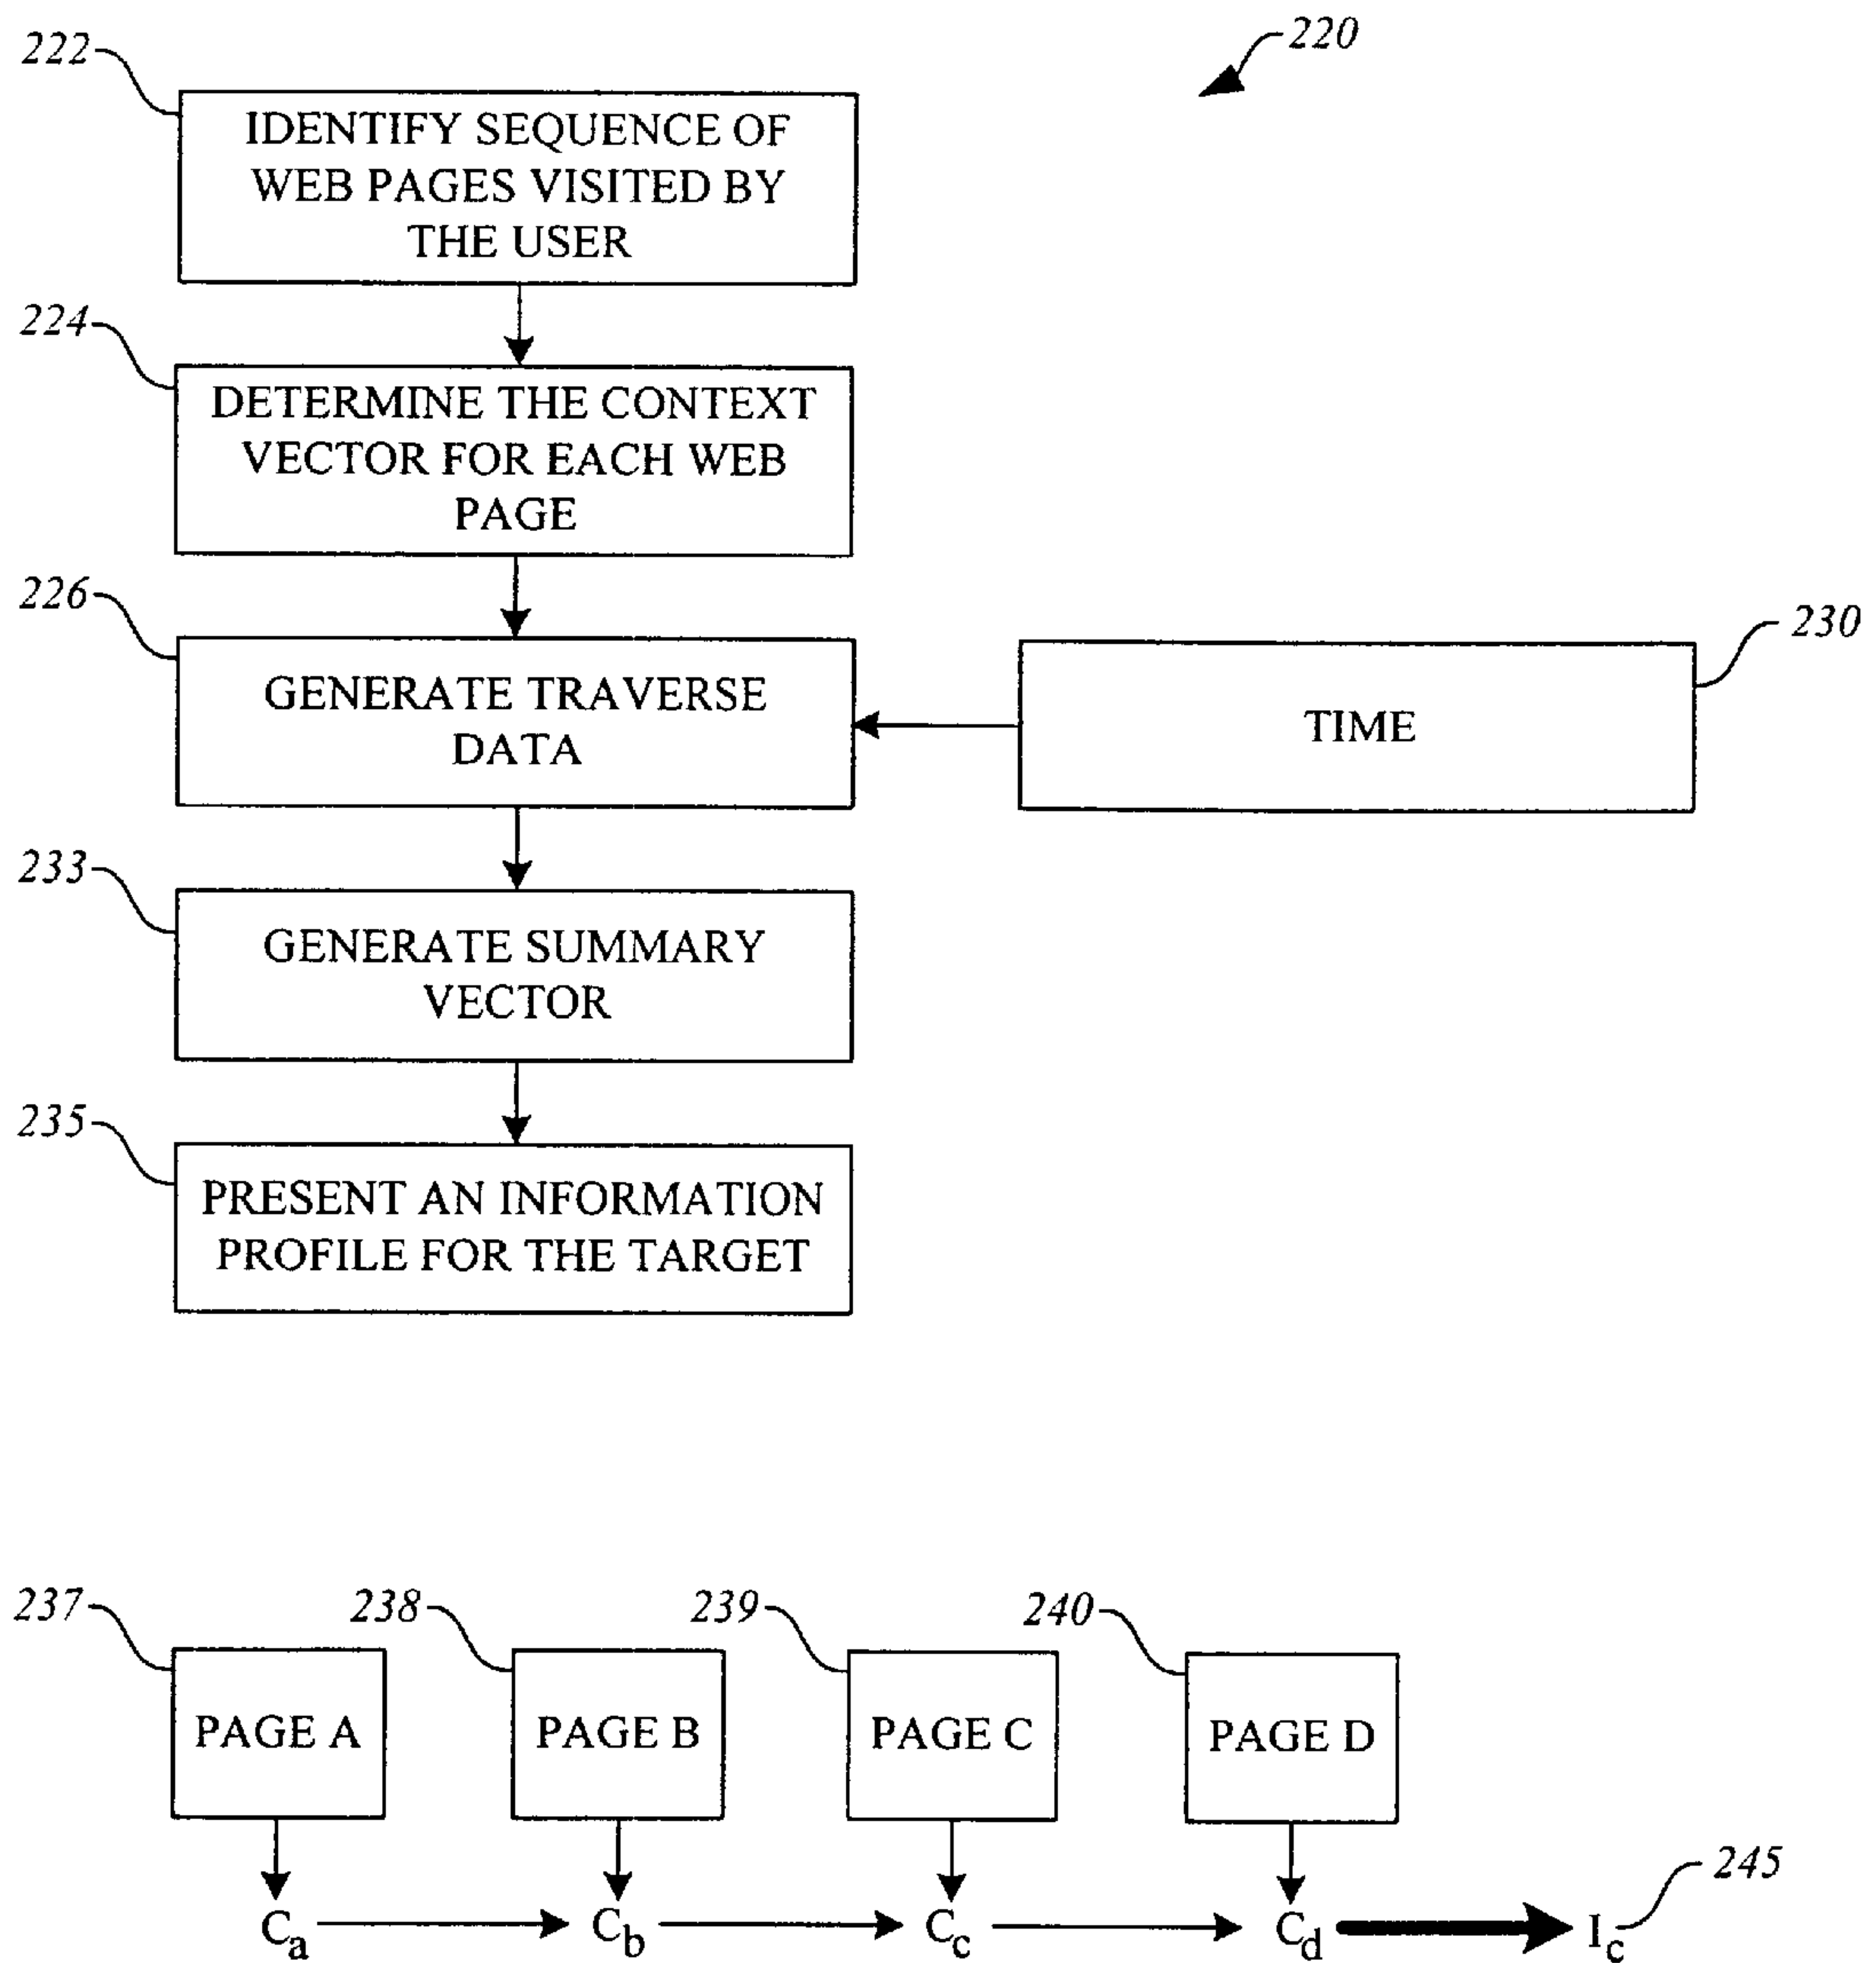 220
222
IDENTIFY SEQUENCE OF
WEB PAGES VISITED BY
THE USER
224
DETERMINE THE CONTEXT
VECTOR FOR EACH WEB
PAGE
226
GENERATE TRAVERSE
DATA
230
TIME
233
GENERATE SUMMARY
VECTOR
235
PRESENT AN INFORMATION
PROFILE FOR THE TARGET
237
238
239
240
PAGE A
PAGE B
PAGE C
PAGE D
245
Ca
Cb
Cc
Cd
Ic